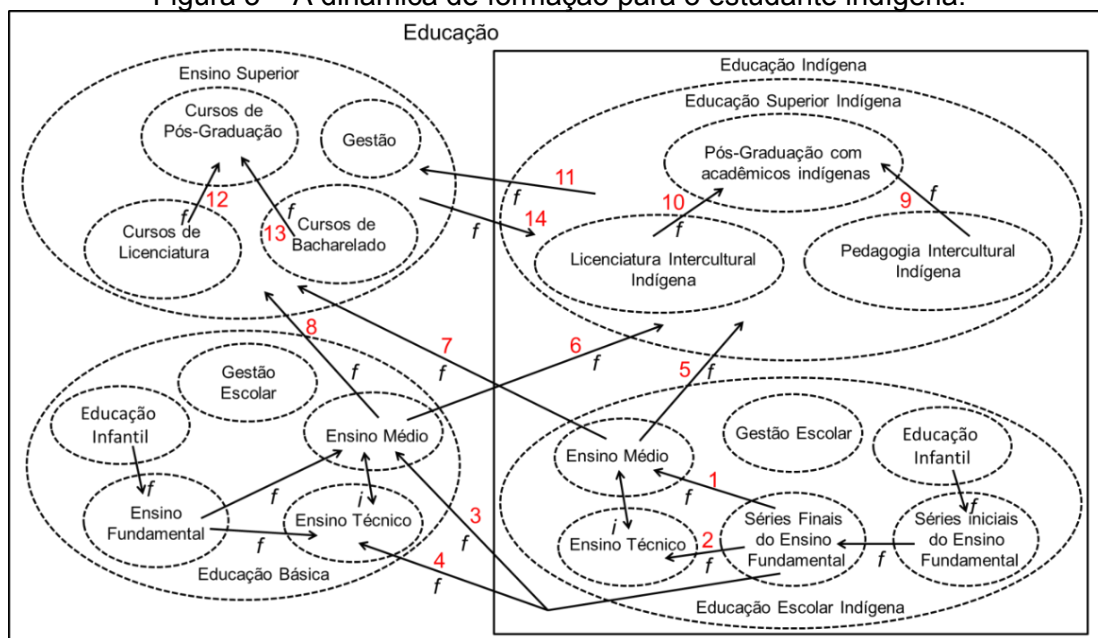 Figura 3 – A dinâmica de formação para o estudante indígena.
Educação
Ensino Superior
Cursos de
Pós-Graduação
Gestão
12
f
f
13
Cursos de
Licenciatura
Cursos de
Bacharelado
11
f
14
f
Educação Indígena
Educação Superior Indígena
Pós-Graduação com
acadêmicos indígenas
10
f
9
f
Licenciatura Intercultural
Indígena
Pedagogia Intercultural
Indígena
8
f
7
f
6
f
5
f
Gestão
Escolar
Educação
Infantil
Ensino Médio
f
Ensino
Fundamental
f
f
i
Ensino Técnico
Educação Básica
3
f
4
f
Ensino Médio
Gestão Escolar
Educação
Infantil
1
f
i
Ensino Técnico
2
f
Séries Finais
do Ensino
Fundamental
f
f
Séries iniciais
do Ensino
Fundamental
Educação Escolar Indígena